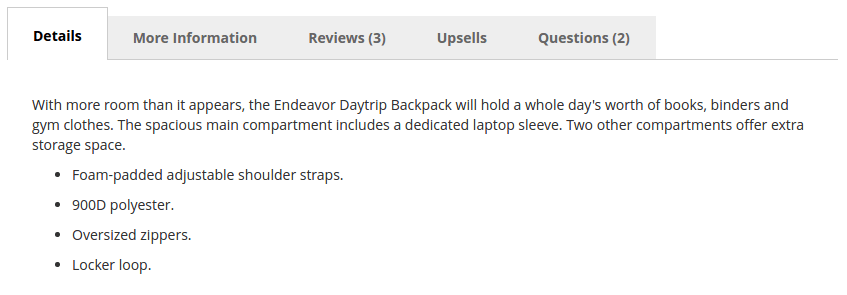 Details More Information Reviews (3) Upsells Questions (2)
With more room than it appears, the Endeavor Daytrip Backpack will hold a whole day's worth of books, binders and
gym clothes. The spacious main compartment includes a dedicated laptop sleeve. Two other compartments offer extra
storage space.
• Foam-padded adjustable shoulder straps.
• 900D polyester.
• Oversized zippers.
• Locker loop.